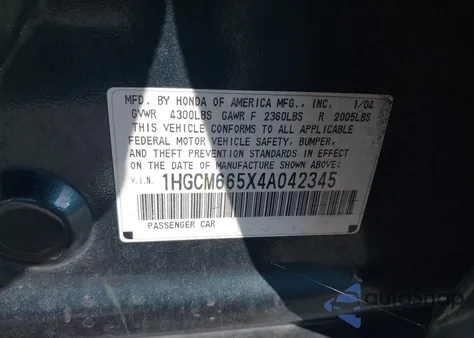 MFD. BY HONDA OF AMERICA MFG., INC. 1/04
GVWR 4300LBS GAWR F 2360LBS R 2005LBS
THIS VEHICLE CONFORMS TO ALL APPLICABLE
FEDERAL MOTOR VEHICLE SAFETY, BUMPER,
AND THEFT PREVENTION STANDARDS IN EFFECT
ON THE DATE OF MANUFACTURE SHOWN ABOVE.
V.I.N. 1HGCM665X4A042345
PASSENGER CAR
autoSnap